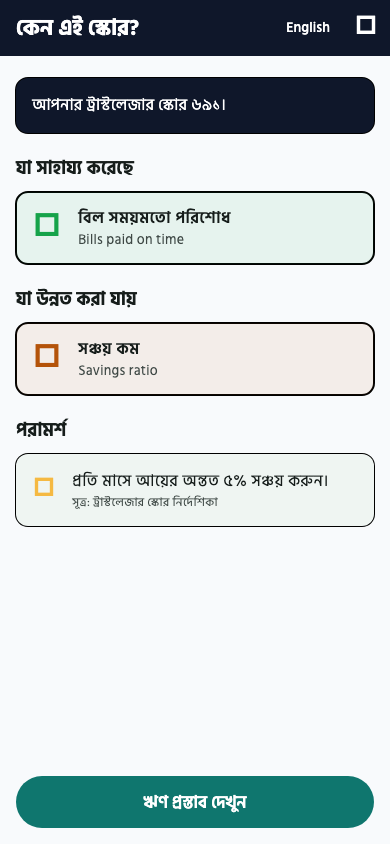 কেন এই স্কোর?
English
আপনার ট্রাস্টলেজার স্কোর ৬৯১।
যা সাহায্য করেছে
বিল সময়মতো পরিশোধ
Bills paid on time
যা উন্নত করা যায়
সঞ্চয় কম
Savings ratio
পরামর্শ
প্রতি মাসে আয়ের অন্তত ৫% সঞ্চয় করুন।
সূত্র: ট্রাস্টলেজার স্কোর নির্দেশিকা
ঋণ প্রস্তাব দেখুন